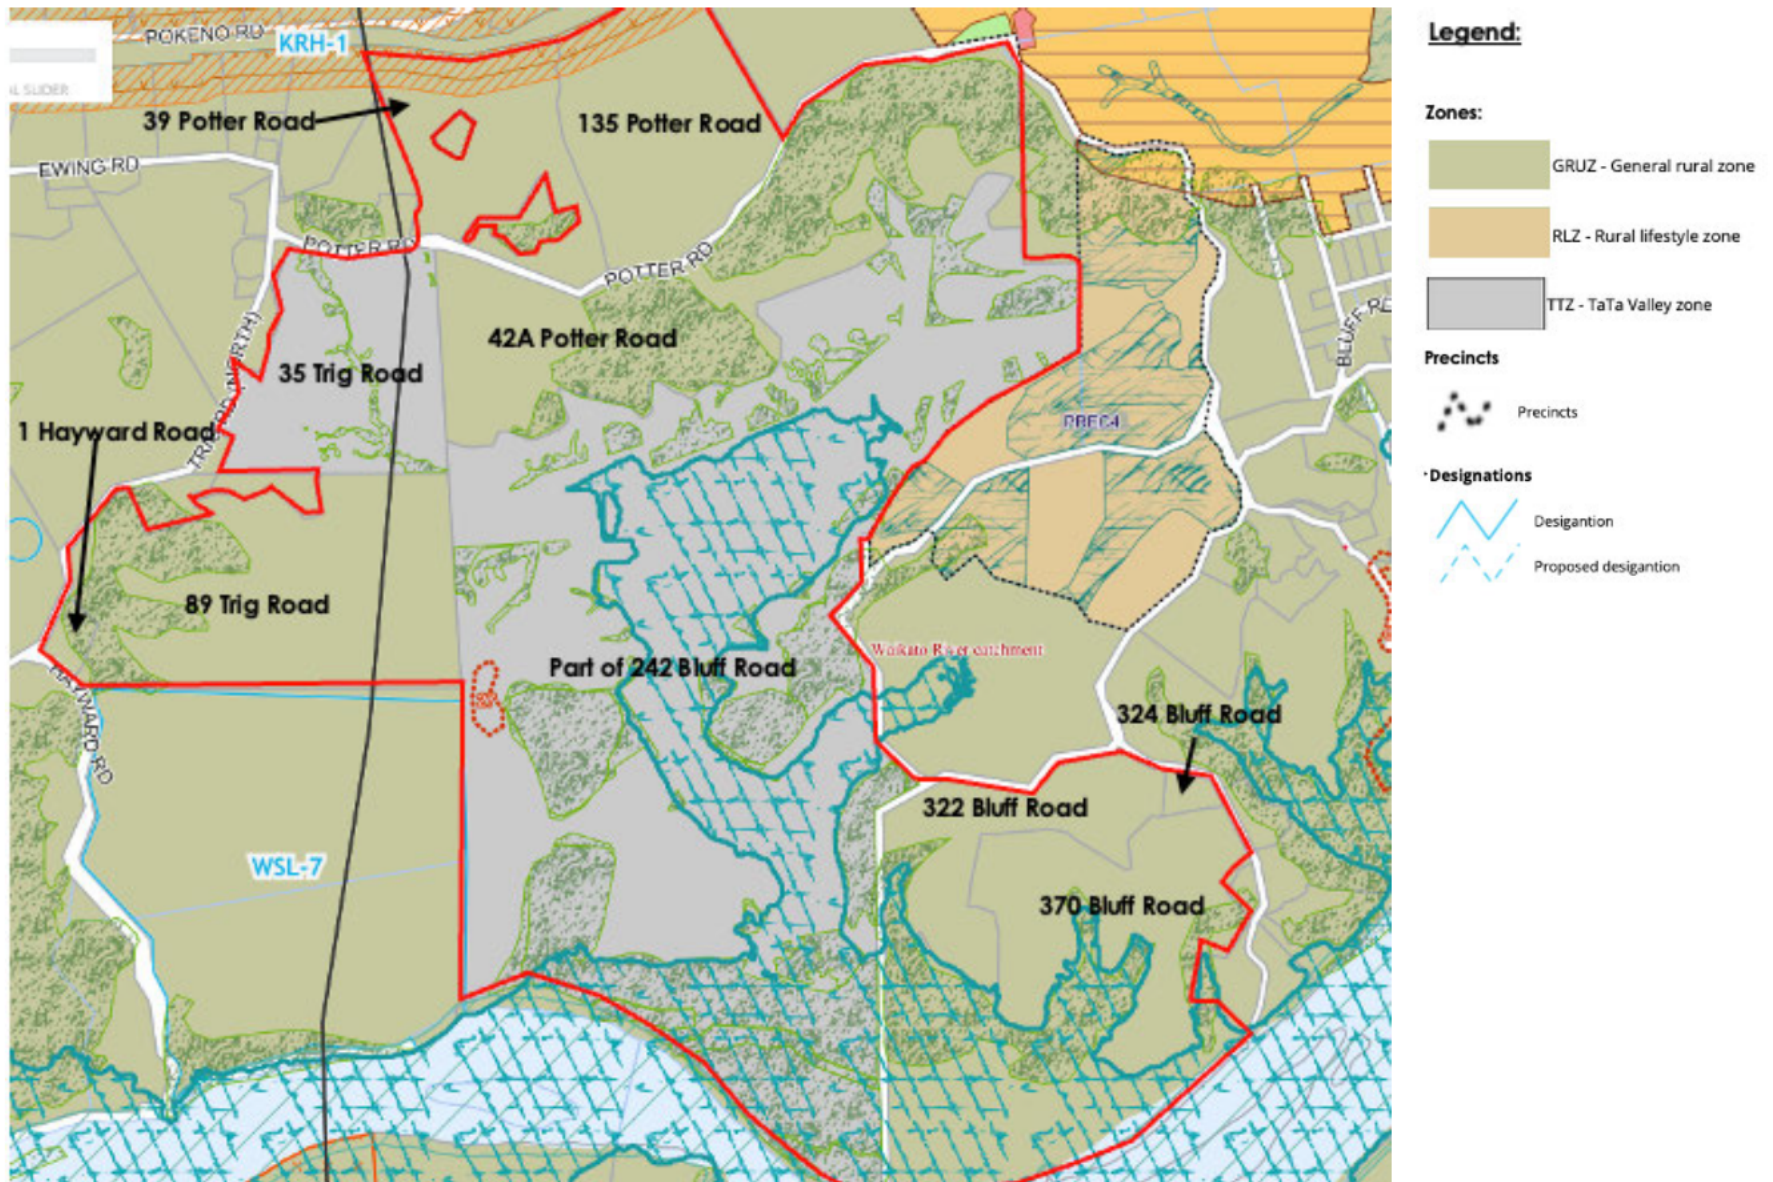 POKENO RD
KRH-1
AL SLIDER
39 Potter Road
135 Potter Road
EWING RD
POTTER RD
POTTER RD
42A Potter Road
35 Trig Road
BLUFF RD
1 Hayward Road
PREC4
89 Trig Road
Waikato River catchment
Part of 242 Bluff Road
HAYWARD RD
324 Bluff Road
322 Bluff Road
WSL-7
370 Bluff Road
Legend:
Zones:
GRUZ - General rural zone
RLZ - Rural lifestyle zone
TTZ - TaTa Valley zone
Precincts
Precincts
Designations
Desigantion
Proposed desigantion